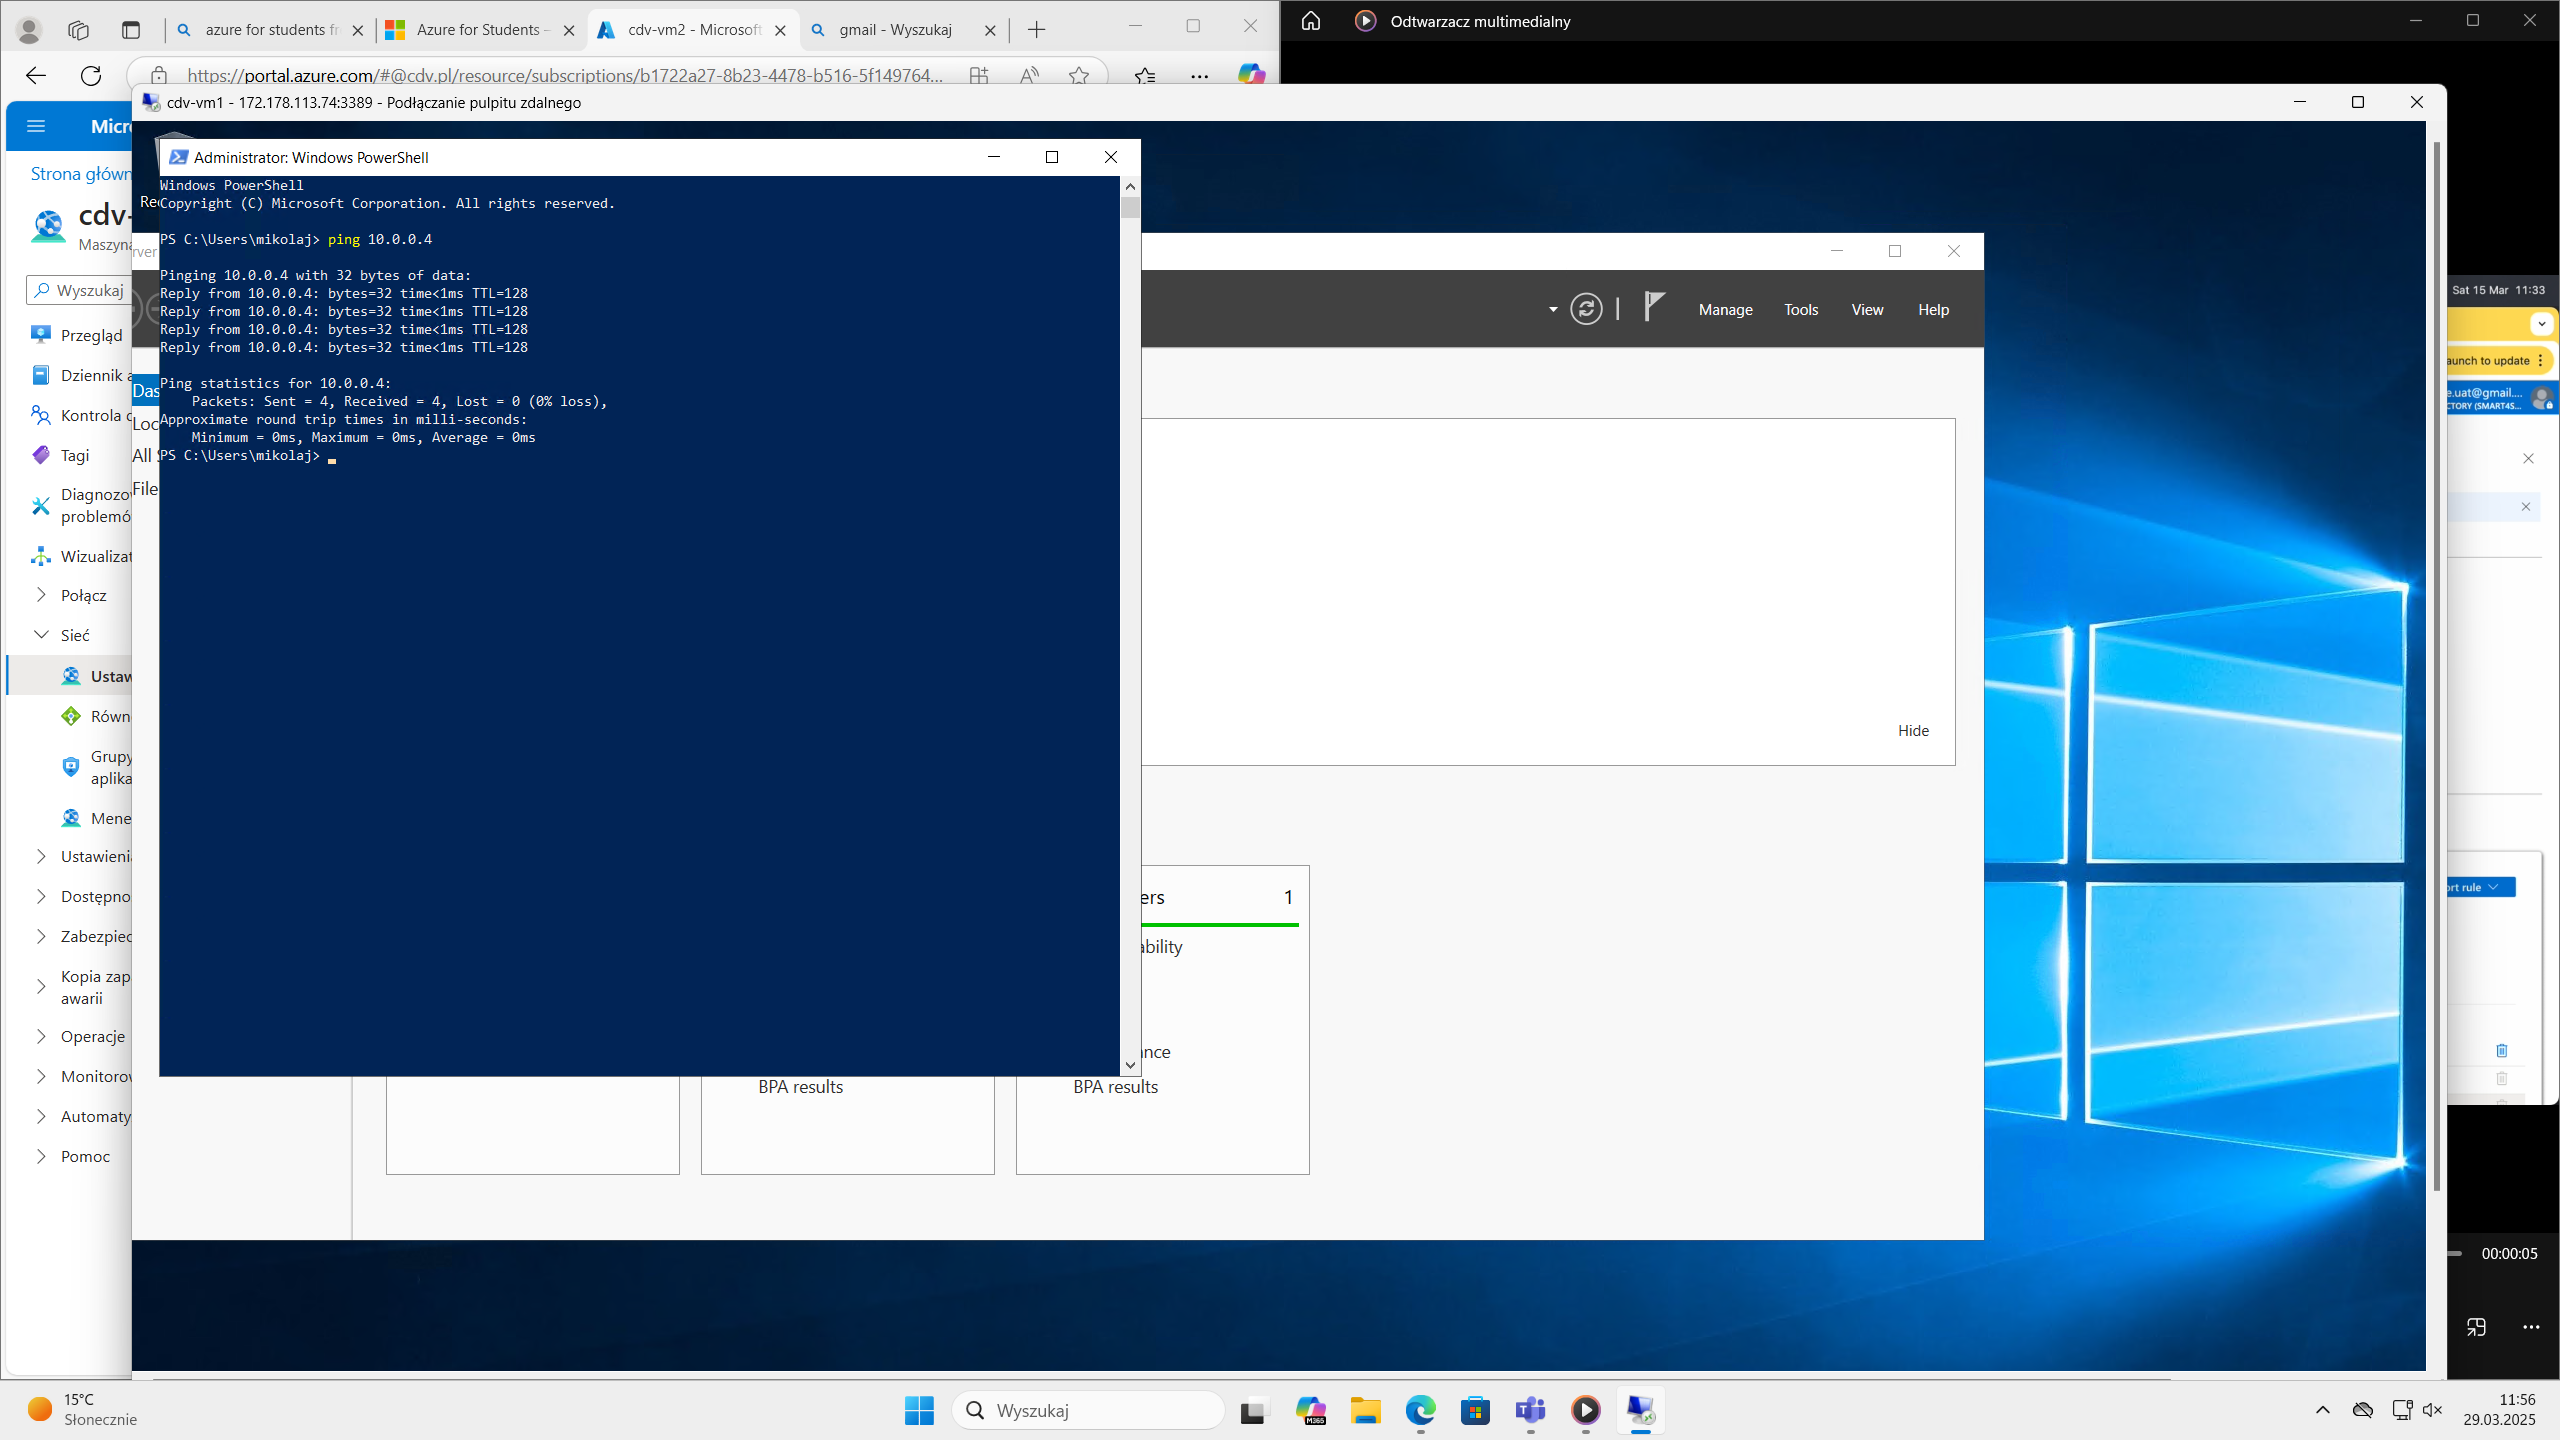 azure for students fr
Azure for Students -
cdv-vm2 - Microsoft
gmail - Wyszukaj
Odtwarzacz multimedialny
https://portal.azure.com/#@cdv.pl/resource/subscriptions/b1722a27-8b23-4478-b516-5f149764...
cdv-vm1 - 172.178.113.74:3389 - Podłączanie pulpitu zdalnego
Micr
Strona główn
cdv-
Maszyna
Wyszukaj
Przegląd
Dziennik a
Kontrola d
Tagi
Diagnozow
problemó
Wizualizat
Połącz
Sieć
Ustaw
Równ
Grupy
aplika
Mene
Ustawieni
Dostępno
Zabezpiec
Kopia zap
awarii
Operacje
Monitorow
Automaty
Pomoc
Rec
rver
Das
Loc
All S
File
Administrator: Windows PowerShell
Windows PowerShell
Copyright (C) Microsoft Corporation. All rights reserved.
PS C:\Users\mikolaj> ping 10.0.0.4
Pinging 10.0.0.4 with 32 bytes of data:
Reply from 10.0.0.4: bytes=32 time<1ms TTL=128
Reply from 10.0.0.4: bytes=32 time<1ms TTL=128
Reply from 10.0.0.4: bytes=32 time<1ms TTL=128
Reply from 10.0.0.4: bytes=32 time<1ms TTL=128
Ping statistics for 10.0.0.4:
Packets: Sent = 4, Received = 4, Lost = 0 (0% loss),
Approximate round trip times in milli-seconds:
Minimum = 0ms, Maximum = 0ms, Average = 0ms
PS C:\Users\mikolaj>
Manage Tools View Help
Hide
ers 1
ability
nce
BPA results
BPA results
Sat 15 Mar 11:33
aunch to update
e.uat@gmail....
CTORY (SMART4S...
ort rule
00:00:05
15°C
Słonecznie
Wyszukaj
M365
11:56
29.03.2025